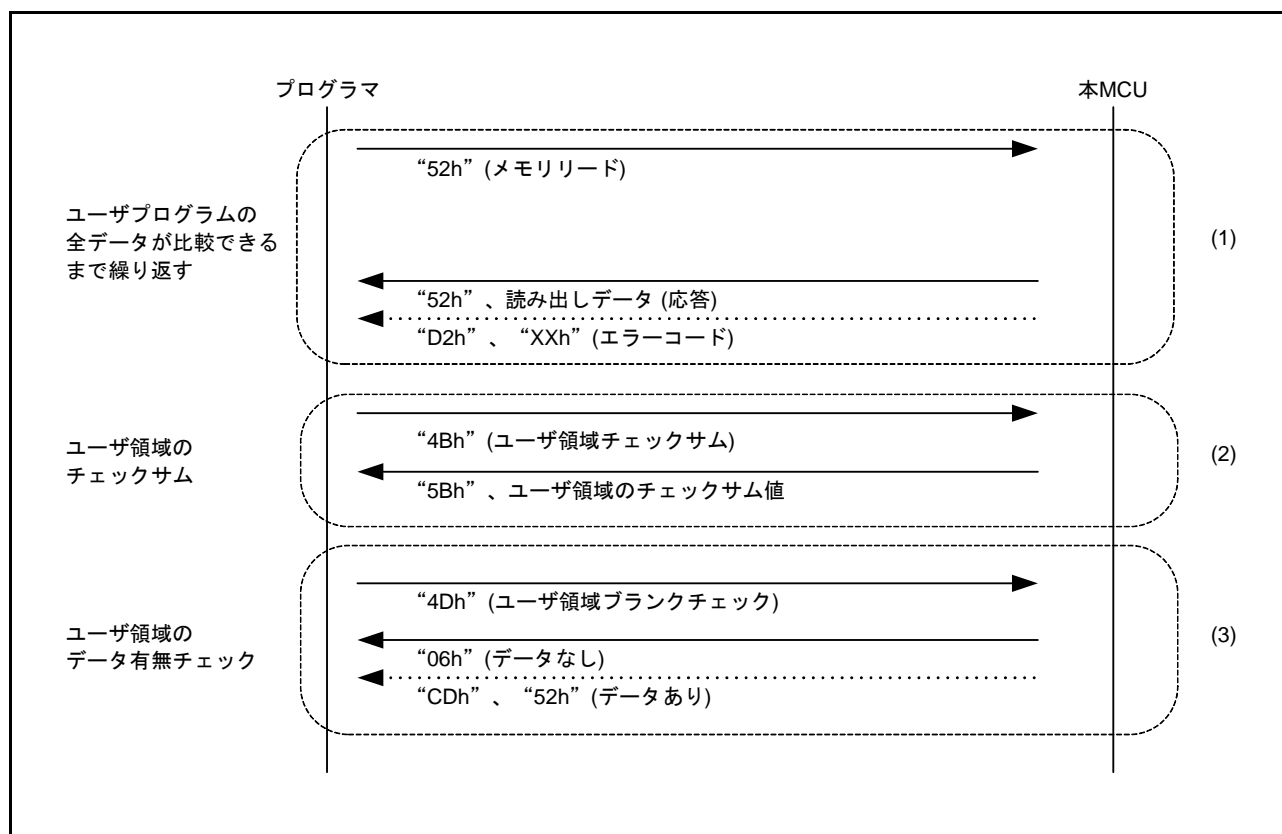 プログラマ
本MCU
“52h” (メモリリード)
ユーザプログラムの
全データが比較できる
まで繰り返す
(1)
“52h” 、読み出しデータ (応答)
“D2h” 、 “XXh” (エラーコード)
“4Bh” (ユーザ領域チェックサム)
ユーザ領域の
チェックサム
(2)
“5Bh” 、ユーザ領域のチェックサム値
“4Dh” (ユーザ領域ブランクチェック)
ユーザ領域の
データ有無チェック
(3)
“06h” (データなし)
“CDh” 、 “52h” (データあり)